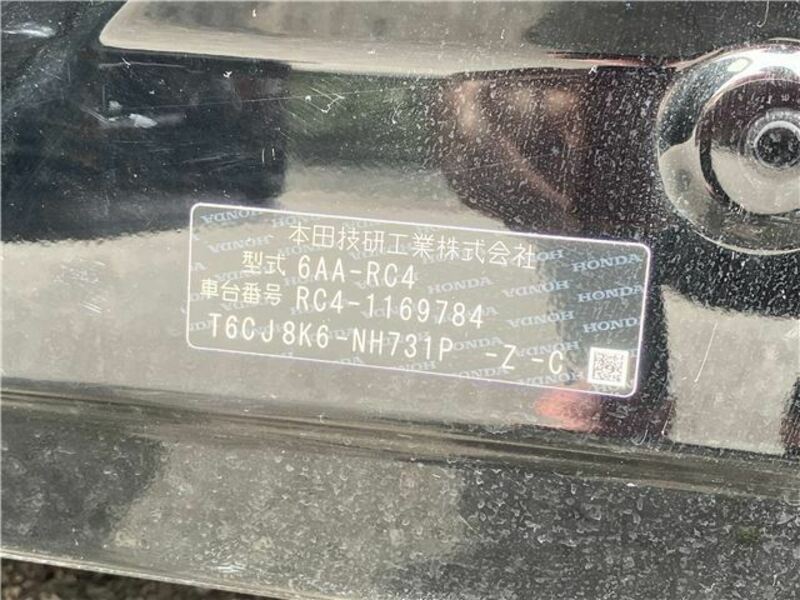 本田技研工業株式会社
型式 6AA-RC4
車台番号 RC4-1169784
T6CJ8K6-NH731P -Z -C
HONDA